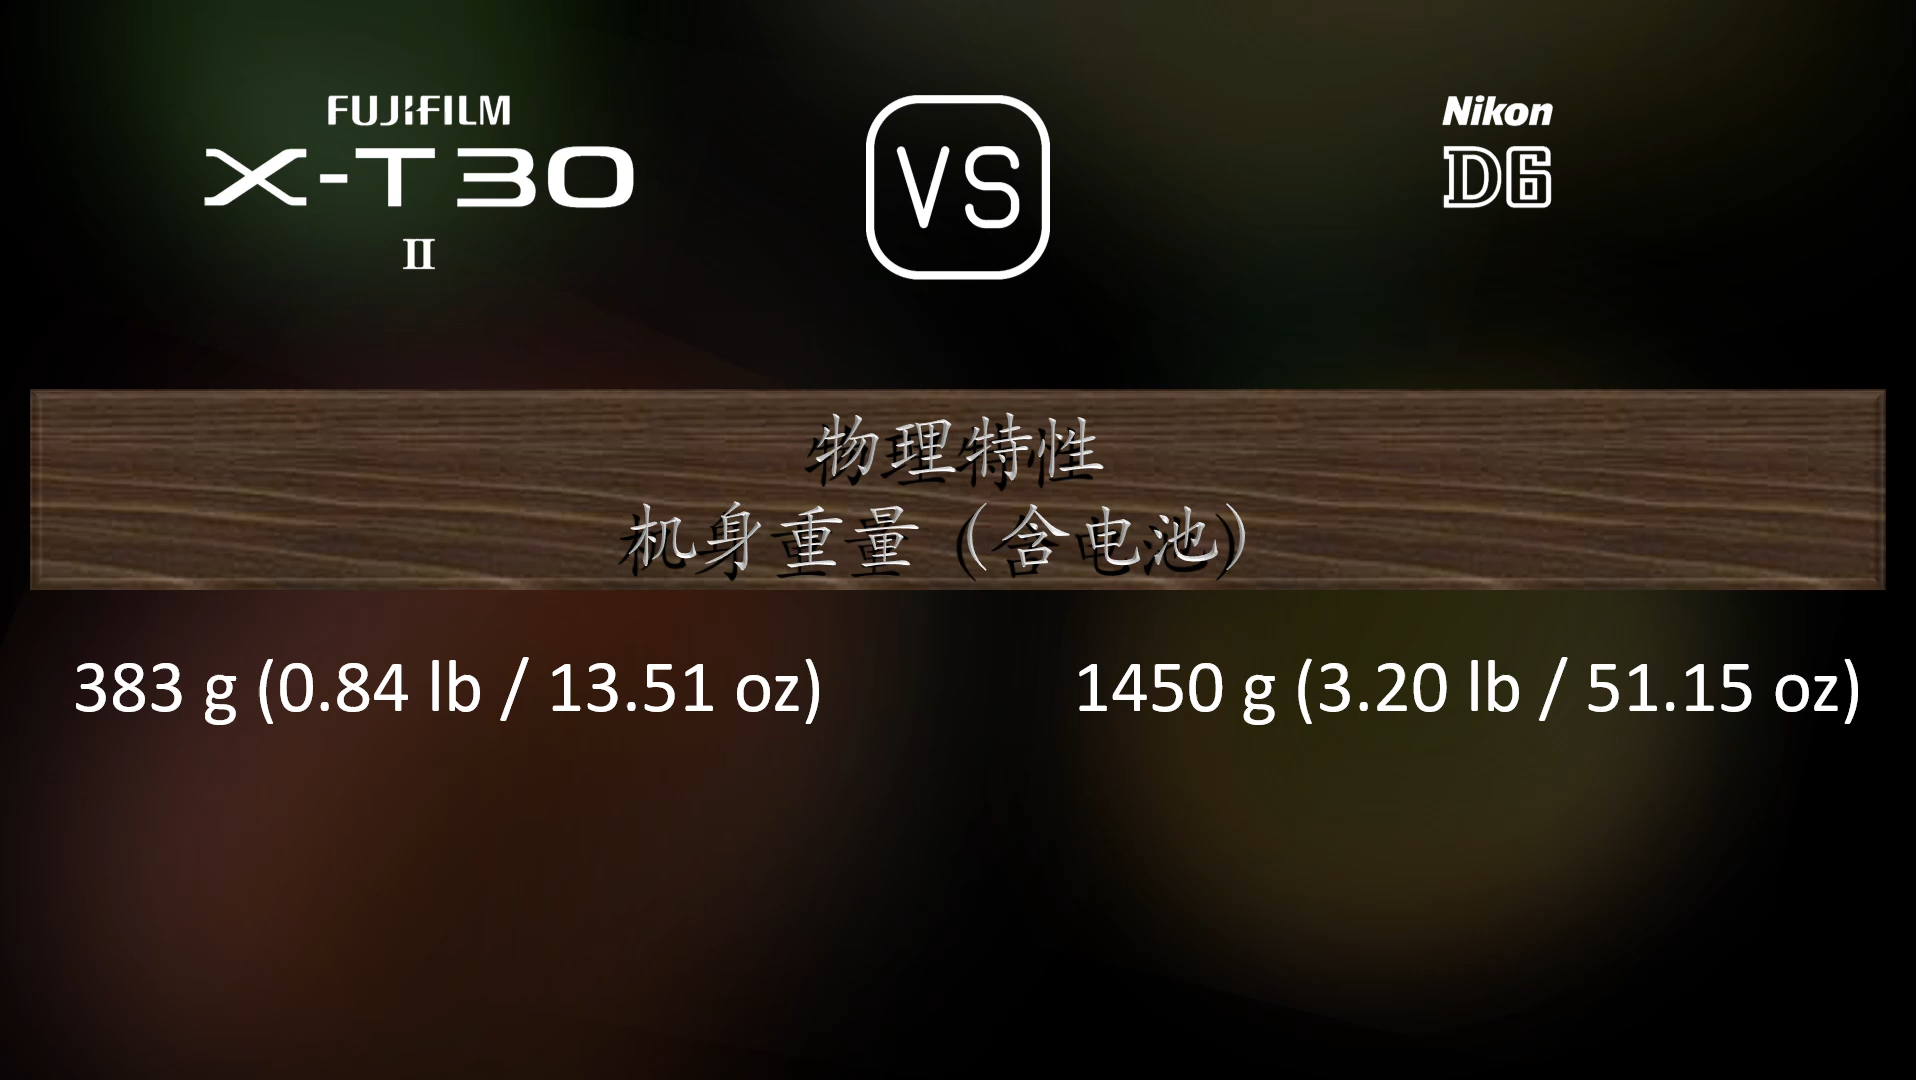 FUJIFILM
X-T30
II
VS
Nikon
D6
物理特性
机身重量（含电池）
383 g (0.84 lb / 13.51 oz)
1450 g (3.20 lb / 51.15 oz)